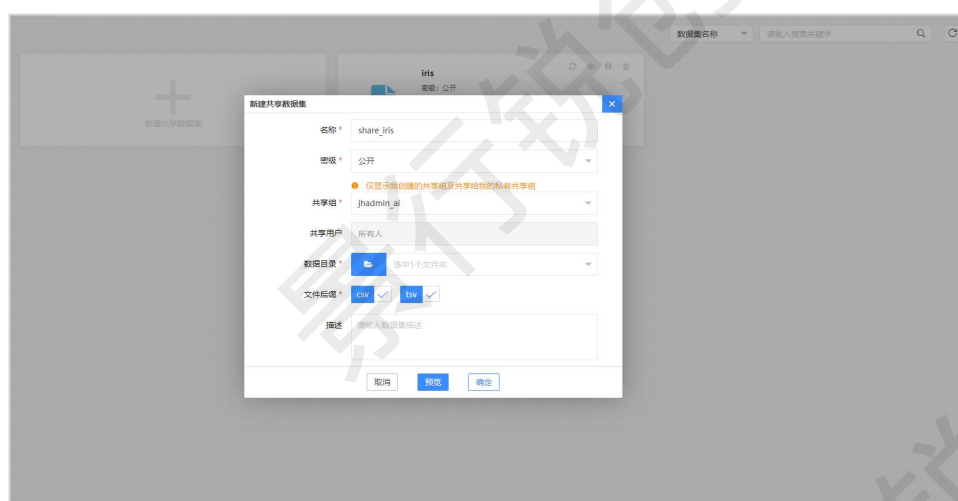 数据集名称 请输入搜索关键字
iris
密级：公开
新建共享数据集
新建共享数据集
名称 * share_iris
密级 * 公开
仅显示我创建的共享组及共享给我的私有共享组
共享组 * jhadmin_ai
共享用户 所有人
数据目录 * 选中1个文件夹
文件后缀 * csv tsv
描述 请输入数据集描述
取消 预览 确定
景行锐创